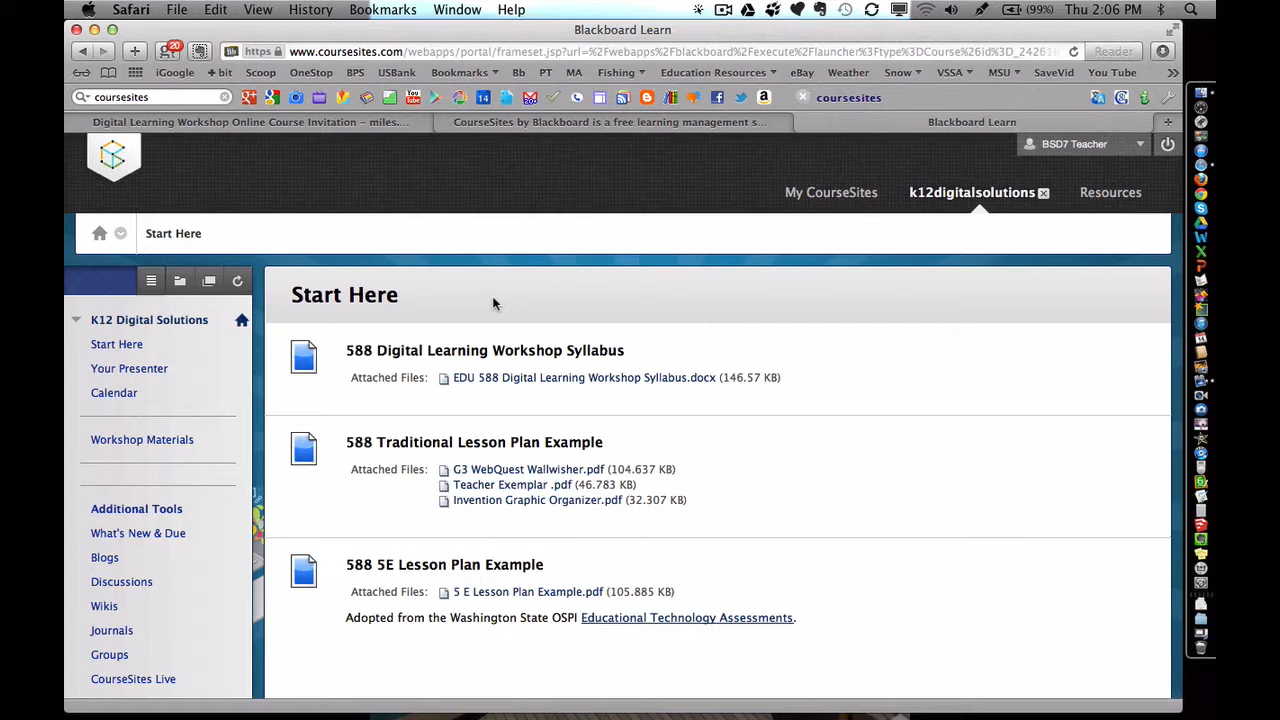 Safari File Edit View History Bookmarks Window Help (99%) Thu 2:06 PM
Blackboard Learn
20 Bb https www.coursesites.com/webapps/portal/frameset.jsp?url=%2Fwebapps%2Fblackboard%2Fexecute%2Flauncher%3Ftype%3DCourse%26id%3D_24261 Reader
iGoogle + bit Scoop OneStop BPS USBank Bookmarks Bb PT MA Fishing Education Resources eBay Weather Snow VSSA MSU SaveVid You Tube
coursesites 14 coursesites
Digital Learning Workshop Online Course Invitation – miles.... CourseSites by Blackboard is a free learning management s... Blackboard Learn
BSD7 Teacher
My CourseSites k12digitalsolutions Resources
Start Here
Start Here
K12 Digital Solutions
Start Here
Your Presenter
Calendar
Workshop Materials
Additional Tools
What's New & Due
Blogs
Discussions
Wikis
Journals
Groups
CourseSites Live
588 Digital Learning Workshop Syllabus
Attached Files: EDU 588 Digital Learning Workshop Syllabus.docx (146.57 KB)
588 Traditional Lesson Plan Example
Attached Files: G3 WebQuest Wallwisher.pdf (104.637 KB)
Teacher Exemplar .pdf (46.783 KB)
Invention Graphic Organizer.pdf (32.307 KB)
588 5E Lesson Plan Example
Attached Files: 5 E Lesson Plan Example.pdf (105.885 KB)
Adopted from the Washington State OSPI Educational Technology Assessments.